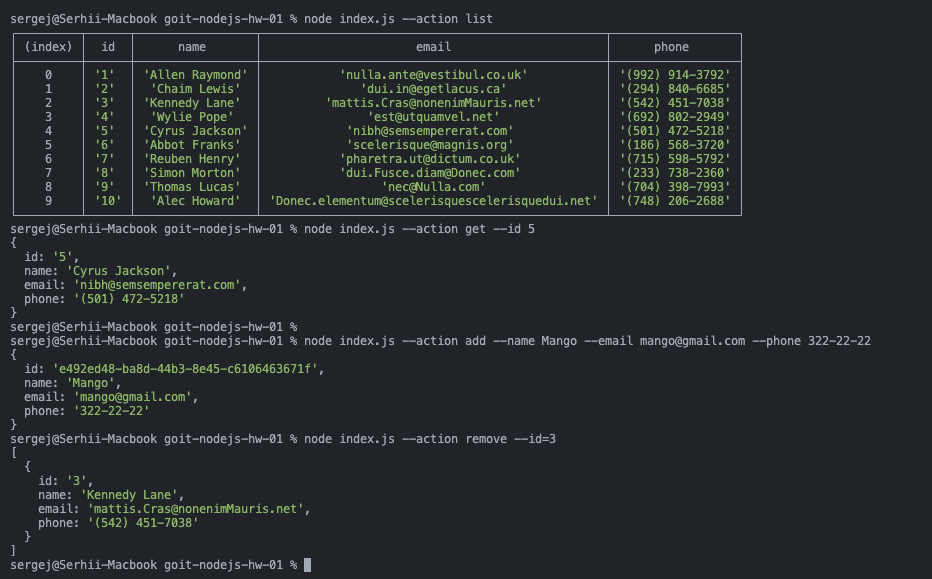 sergej@Serhii-Macbook goit-nodejs-hw-01 % node index.js --action list
(index) id name email phone
0 '1' 'Allen Raymond' 'nulla.ante@vestibul.co.uk' '(992) 914-3792'
1 '2' 'Chaim Lewis' 'dui.in@egetlacus.ca' '(294) 840-6685'
2 '3' 'Kennedy Lane' 'mattis.Cras@nonenimMauris.net' '(542) 451-7038'
3 '4' 'Wylie Pope' 'est@utquamvel.net' '(692) 802-2949'
4 '5' 'Cyrus Jackson' 'nibh@semsempererat.com' '(501) 472-5218'
5 '6' 'Abbot Franks' 'scelerisque@magnis.org' '(186) 568-3720'
6 '7' 'Reuben Henry' 'pharetra.ut@dictum.co.uk' '(715) 598-5792'
7 '8' 'Simon Morton' 'dui.Fusce.diam@Donec.com' '(233) 738-2360'
8 '9' 'Thomas Lucas' 'nec@Nulla.com' '(704) 398-7993'
9 '10' 'Alec Howard' 'Donec.elementum@scelerisquescelerisquedui.net' '(748) 206-2688'
sergej@Serhii-Macbook goit-nodejs-hw-01 % node index.js --action get --id 5
{
  id: '5',
  name: 'Cyrus Jackson',
  email: 'nibh@semsempererat.com',
  phone: '(501) 472-5218'
}
sergej@Serhii-Macbook goit-nodejs-hw-01 %
sergej@Serhii-Macbook goit-nodejs-hw-01 % node index.js --action add --name Mango --email mango@gmail.com --phone 322-22-22
{
  id: 'e492ed48-ba8d-44b3-8e45-c6106463671f',
  name: 'Mango',
  email: 'mango@gmail.com',
  phone: '322-22-22'
}
sergej@Serhii-Macbook goit-nodejs-hw-01 % node index.js --action remove --id=3
[
  {
    id: '3',
    name: 'Kennedy Lane',
    email: 'mattis.Cras@nonenimMauris.net',
    phone: '(542) 451-7038'
  }
]
sergej@Serhii-Macbook goit-nodejs-hw-01 %